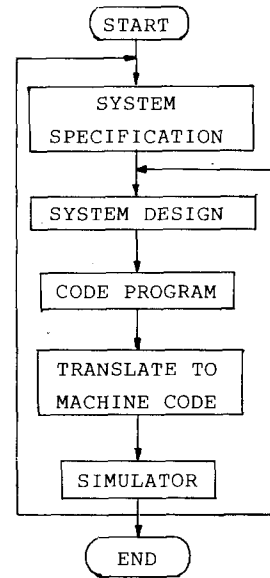 START
SYSTEM
SPECIFICATION
SYSTEM DESIGN
CODE PROGRAM
TRANSLATE TO
MACHINE CODE
SIMULATOR
END